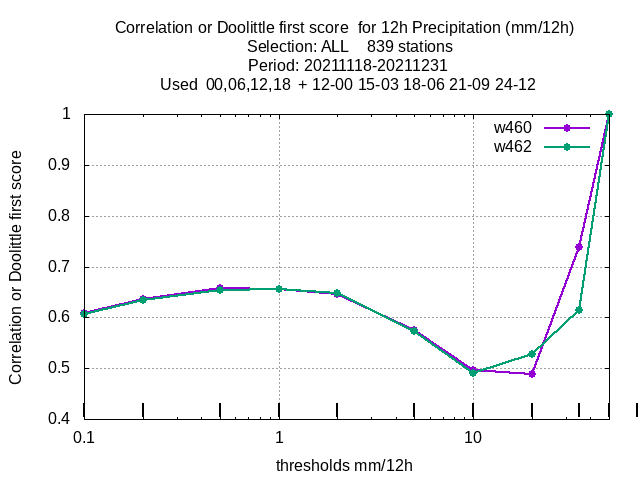 Correlation or Doolittle first score  for 12h Precipitation (mm/12h)
Selection: ALL    839 stations
Period: 20211118-20211231
Used  00,06,12,18  + 12-00 15-03 18-06 21-09 24-12
Correlation or Doolittle first score
1
0.9
0.8
0.7
0.6
0.5
0.4
w460
w462
0.1
1
10
thresholds mm/12h